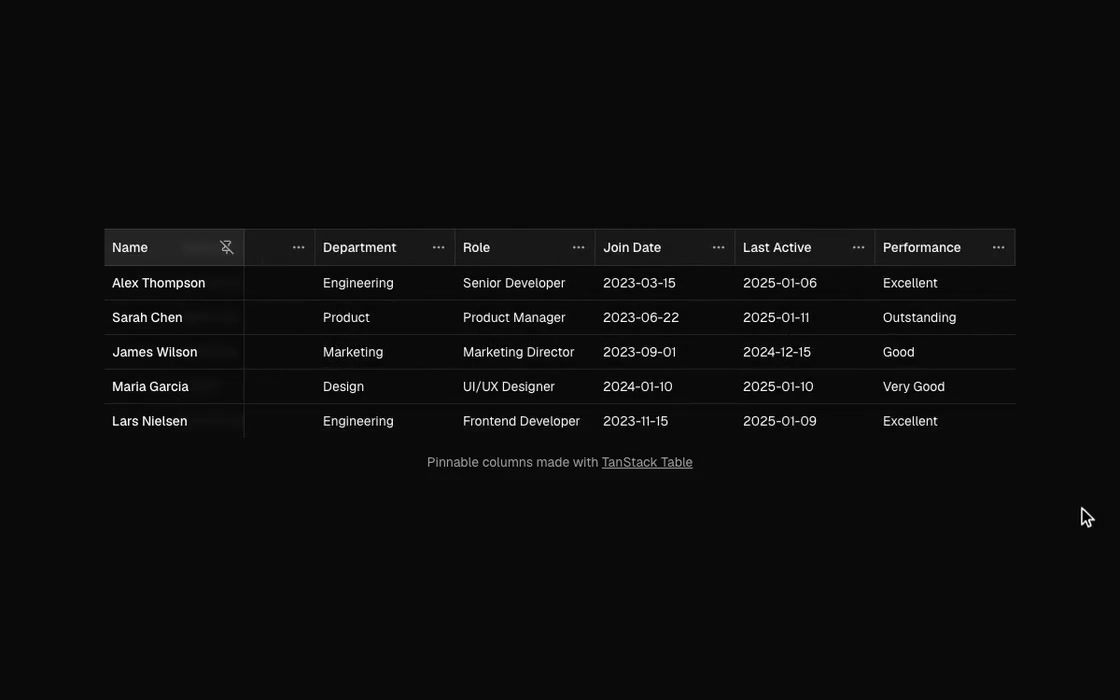 Name Department Role Join Date Last Active Performance
Alex Thompson Engineering Senior Developer 2023-03-15 2025-01-06 Excellent
Sarah Chen Product Product Manager 2023-06-22 2025-01-11 Outstanding
James Wilson Marketing Marketing Director 2023-09-01 2024-12-15 Good
Maria Garcia Design UI/UX Designer 2024-01-10 2025-01-10 Very Good
Lars Nielsen Engineering Frontend Developer 2023-11-15 2025-01-09 Excellent
Pinnable columns made with TanStack Table